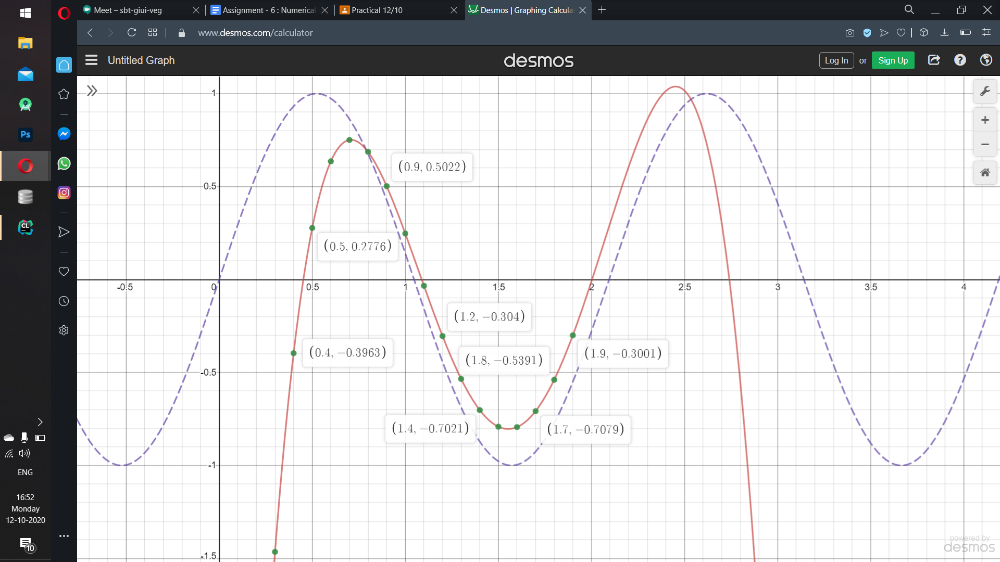 Meet – sbt-giui-veg
Assignment - 6 : Numerical
Practical 12/10
Desmos | Graphing Calcula
www.desmos.com/calculator
Untitled Graph
desmos
Log In or Sign Up
Ps
CL
ENG
16:52
Monday
12-10-2020
10
1
0.5
-0.5
-1
-1.5
-0.5
0
0.5
1
1.5
2
2.5
3
3.5
4
(0.9, 0.5022)
(0.5, 0.2776)
(1.2, −0.304)
(0.4, −0.3963)
(1.8, −0.5391)
(1.9, −0.3001)
(1.4, −0.7021)
(1.7, −0.7079)
powered by
desmos